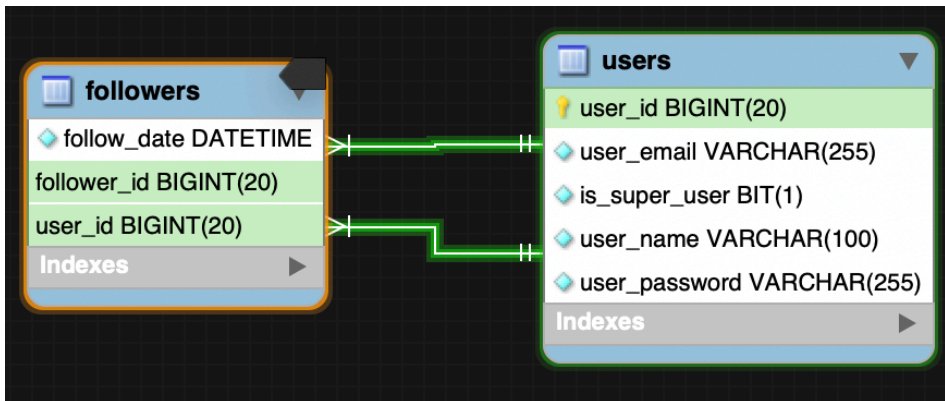 followers
follow_date DATETIME
follower_id BIGINT(20)
user_id BIGINT(20)
Indexes
users
user_id BIGINT(20)
user_email VARCHAR(255)
is_super_user BIT(1)
user_name VARCHAR(100)
user_password VARCHAR(255)
Indexes